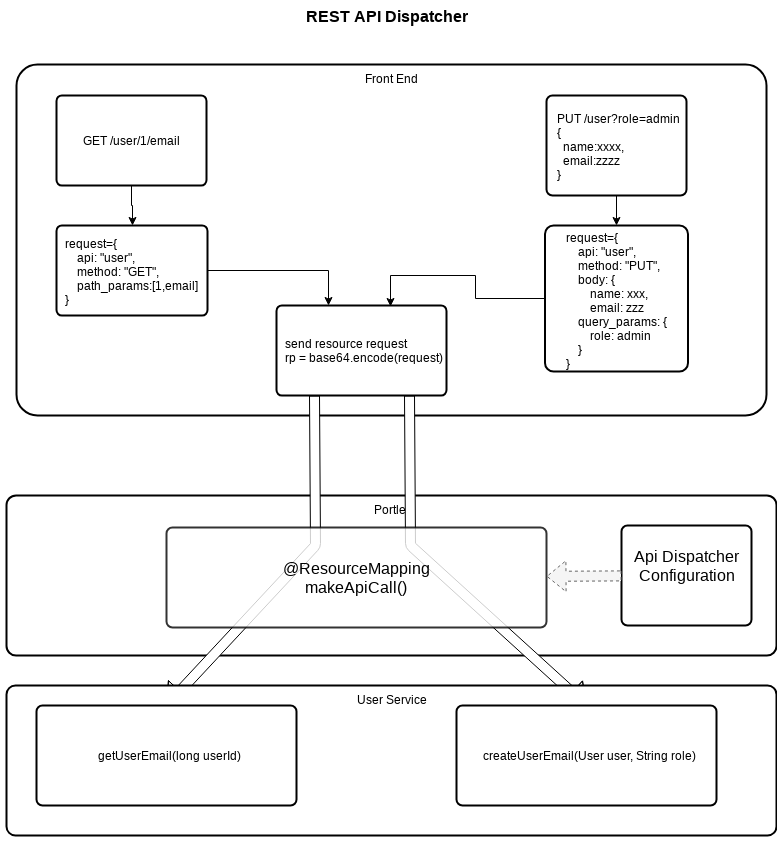 REST API Dispatcher
Front End
GET /user/1/email
PUT /user?role=admin
{
name:xxxx,
email:zzzz
}
request={
api: "user",
method: "GET",
path_params:[1,email]
}
request={
api: "user",
method: "PUT",
body: {
name: xxx,
email: zzz
query_params: {
role: admin
}
}
send resource request
rp = base64.encode(request)
Portle
@ResourceMapping
makeApiCall()
Api Dispatcher
Configuration
User Service
getUserEmail(long userId)
createUserEmail(User user, String role)